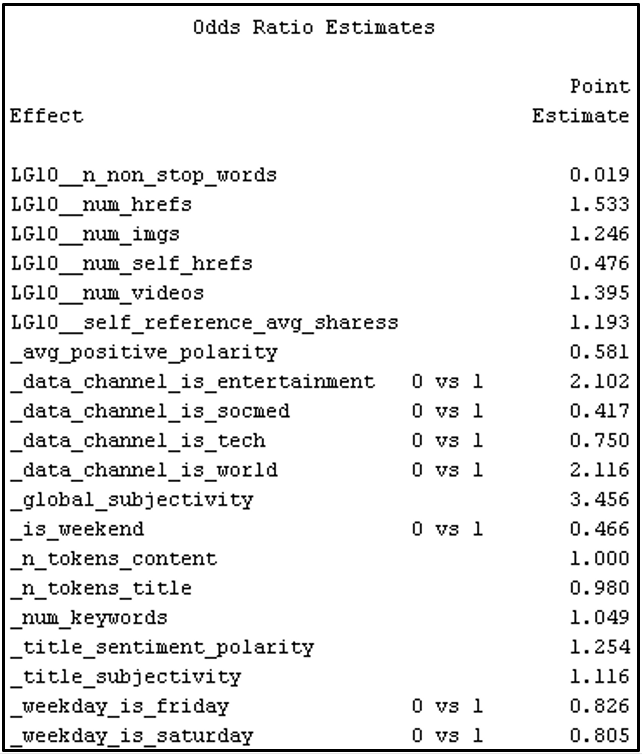 Odds Ratio Estimates
Point
Effect Estimate
LG10__n_non_stop_words 0.019
LG10__num_hrefs 1.533
LG10__num_imgs 1.246
LG10__num_self_hrefs 0.476
LG10__num_videos 1.395
LG10__self_reference_avg_sharess 1.193
_avg_positive_polarity 0.581
_data_channel_is_entertainment 0 vs 1 2.102
_data_channel_is_socmed 0 vs 1 0.417
_data_channel_is_tech 0 vs 1 0.750
_data_channel_is_world 0 vs 1 2.116
_global_subjectivity 3.456
_is_weekend 0 vs 1 0.466
_n_tokens_content 1.000
_n_tokens_title 0.980
_num_keywords 1.049
_title_sentiment_polarity 1.254
_title_subjectivity 1.116
_weekday_is_friday 0 vs 1 0.826
_weekday_is_saturday 0 vs 1 0.805